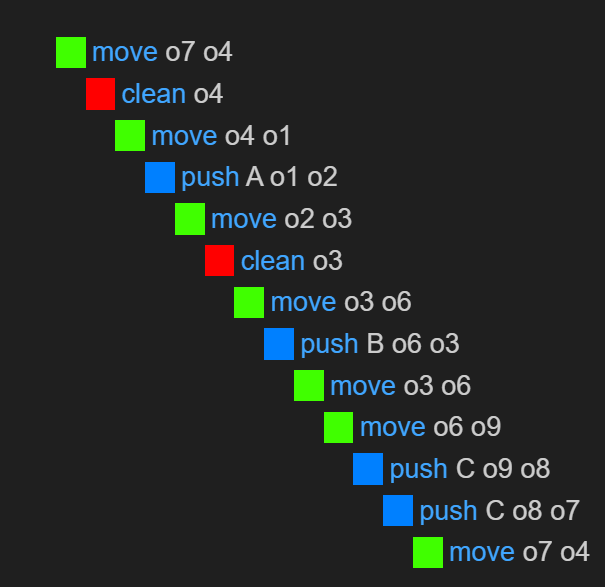 move o7 o4
clean o4
move o4 o1
push A o1 o2
move o2 o3
clean o3
move o3 o6
push B o6 o3
move o3 o6
move o6 o9
push C o9 o8
push C o8 o7
move o7 o4